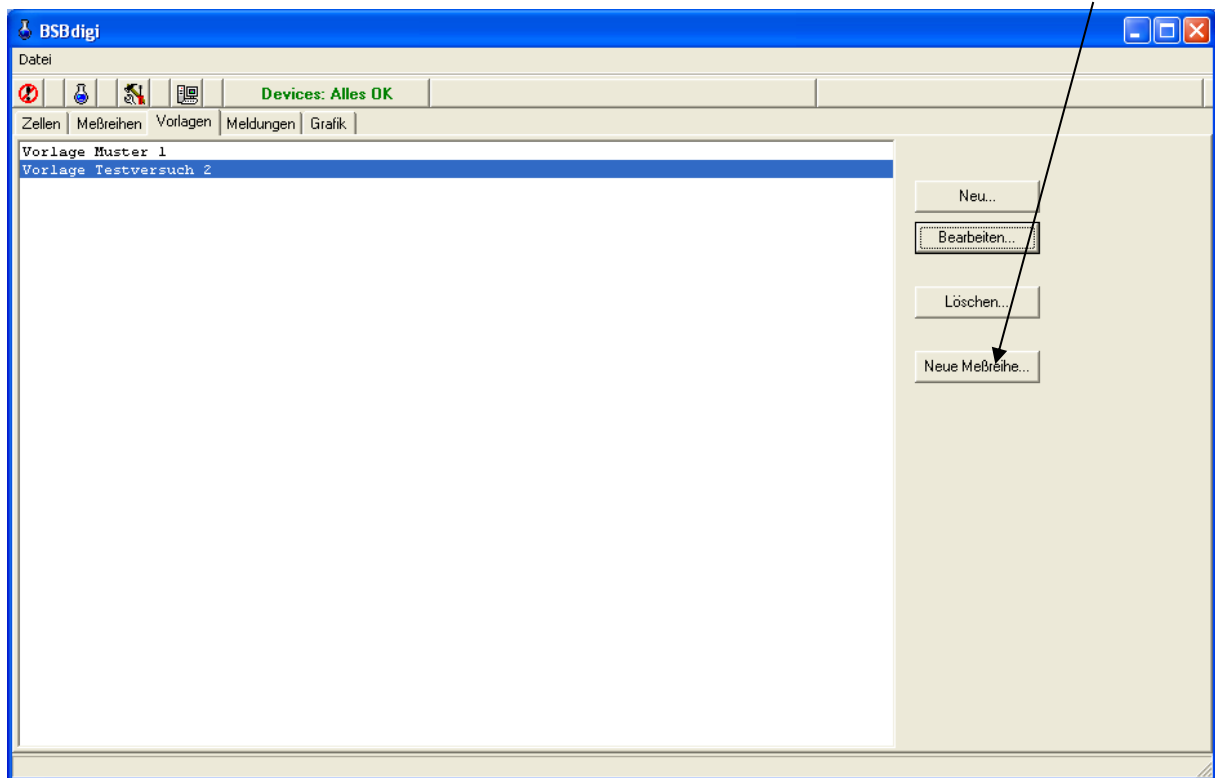 BSBdigi
Datei
Devices: Alles OK
Zellen Meßreihen Vorlagen Meldungen Grafik
Vorlage Muster 1
Vorlage Testversuch 2
Neu...
Bearbeiten...
Löschen...
Neue Meßreihe...